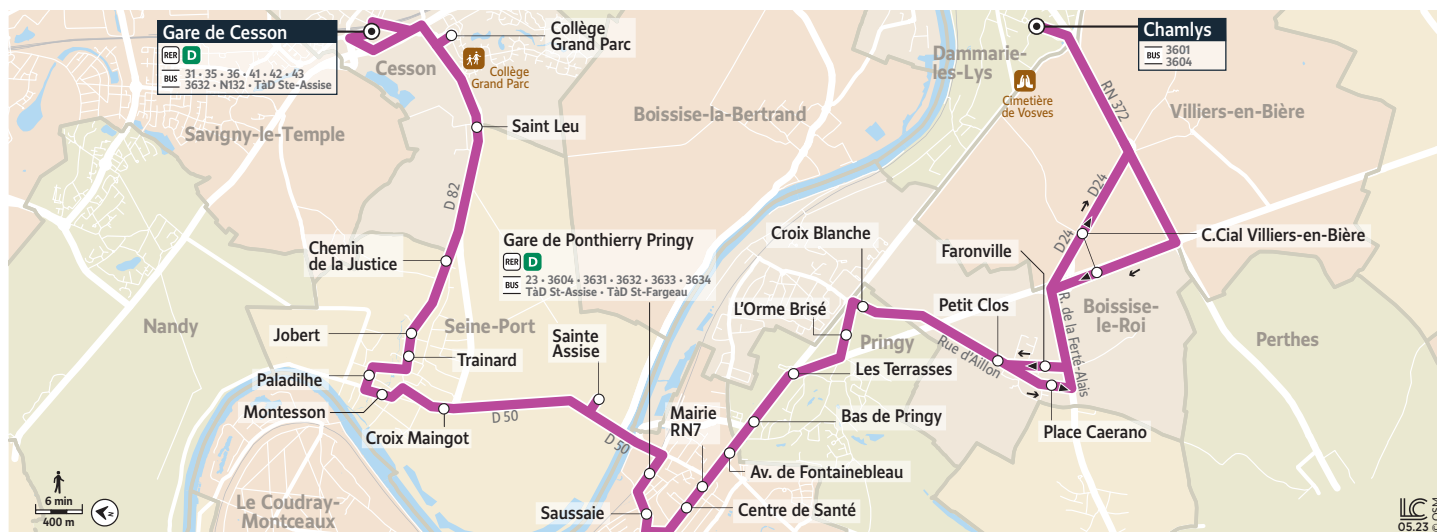 Gare de Cesson
RER D
BUS 31 • 35 • 36 • 41 • 42 • 43
3632 • N132 • TàD Ste-Assise
Cesson
Collège
Grand Parc
Collège
Grand Parc
Savigny-le-Temple
Saint Leu
D 82
Boissise-la-Bertrand
Dammarie-
les-Lys
Cimetière
de Vosves
Chamlys
BUS 3601
3604
RN 372
Villiers-en-Bière
D24
D24
C.Cial Villiers-en-Bière
Chemin
de la Justice
Gare de Ponthierry Pringy
RER D
BUS 23 • 3604 • 3631 • 3632 • 3633 • 3634
TàD St-Assise • TàD St-Fargeau
Croix Blanche
Faronville
Nandy
Jobert
Seine-Port
Trainard
Sainte
Assise
L'Orme Brisé
Pringy
Petit Clos
R. de la Ferté-Alais
Boissise-
le-Roi
Perthes
Rue d'Aillon
Paladilhe
Montesson
Croix Maingot
D 50
D 50
Les Terrasses
Mairie
RN7
Bas de Pringy
Place Caerano
Av. de Fontainebleau
Saussaie
Centre de Santé
Le Coudray-
Montceaux
6 min
400 m
LC
05.23 © OSM